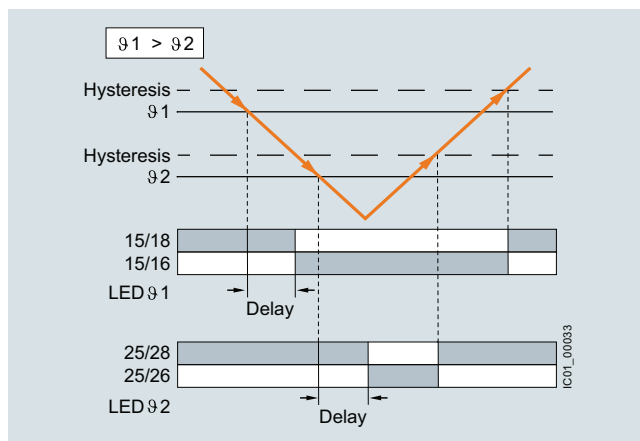 ϑ1 > ϑ2
Hysteresis
ϑ1
Hysteresis
ϑ2
15/18
15/16
LED ϑ1
Delay
25/28
25/26
LED ϑ2
Delay
IC01_00033